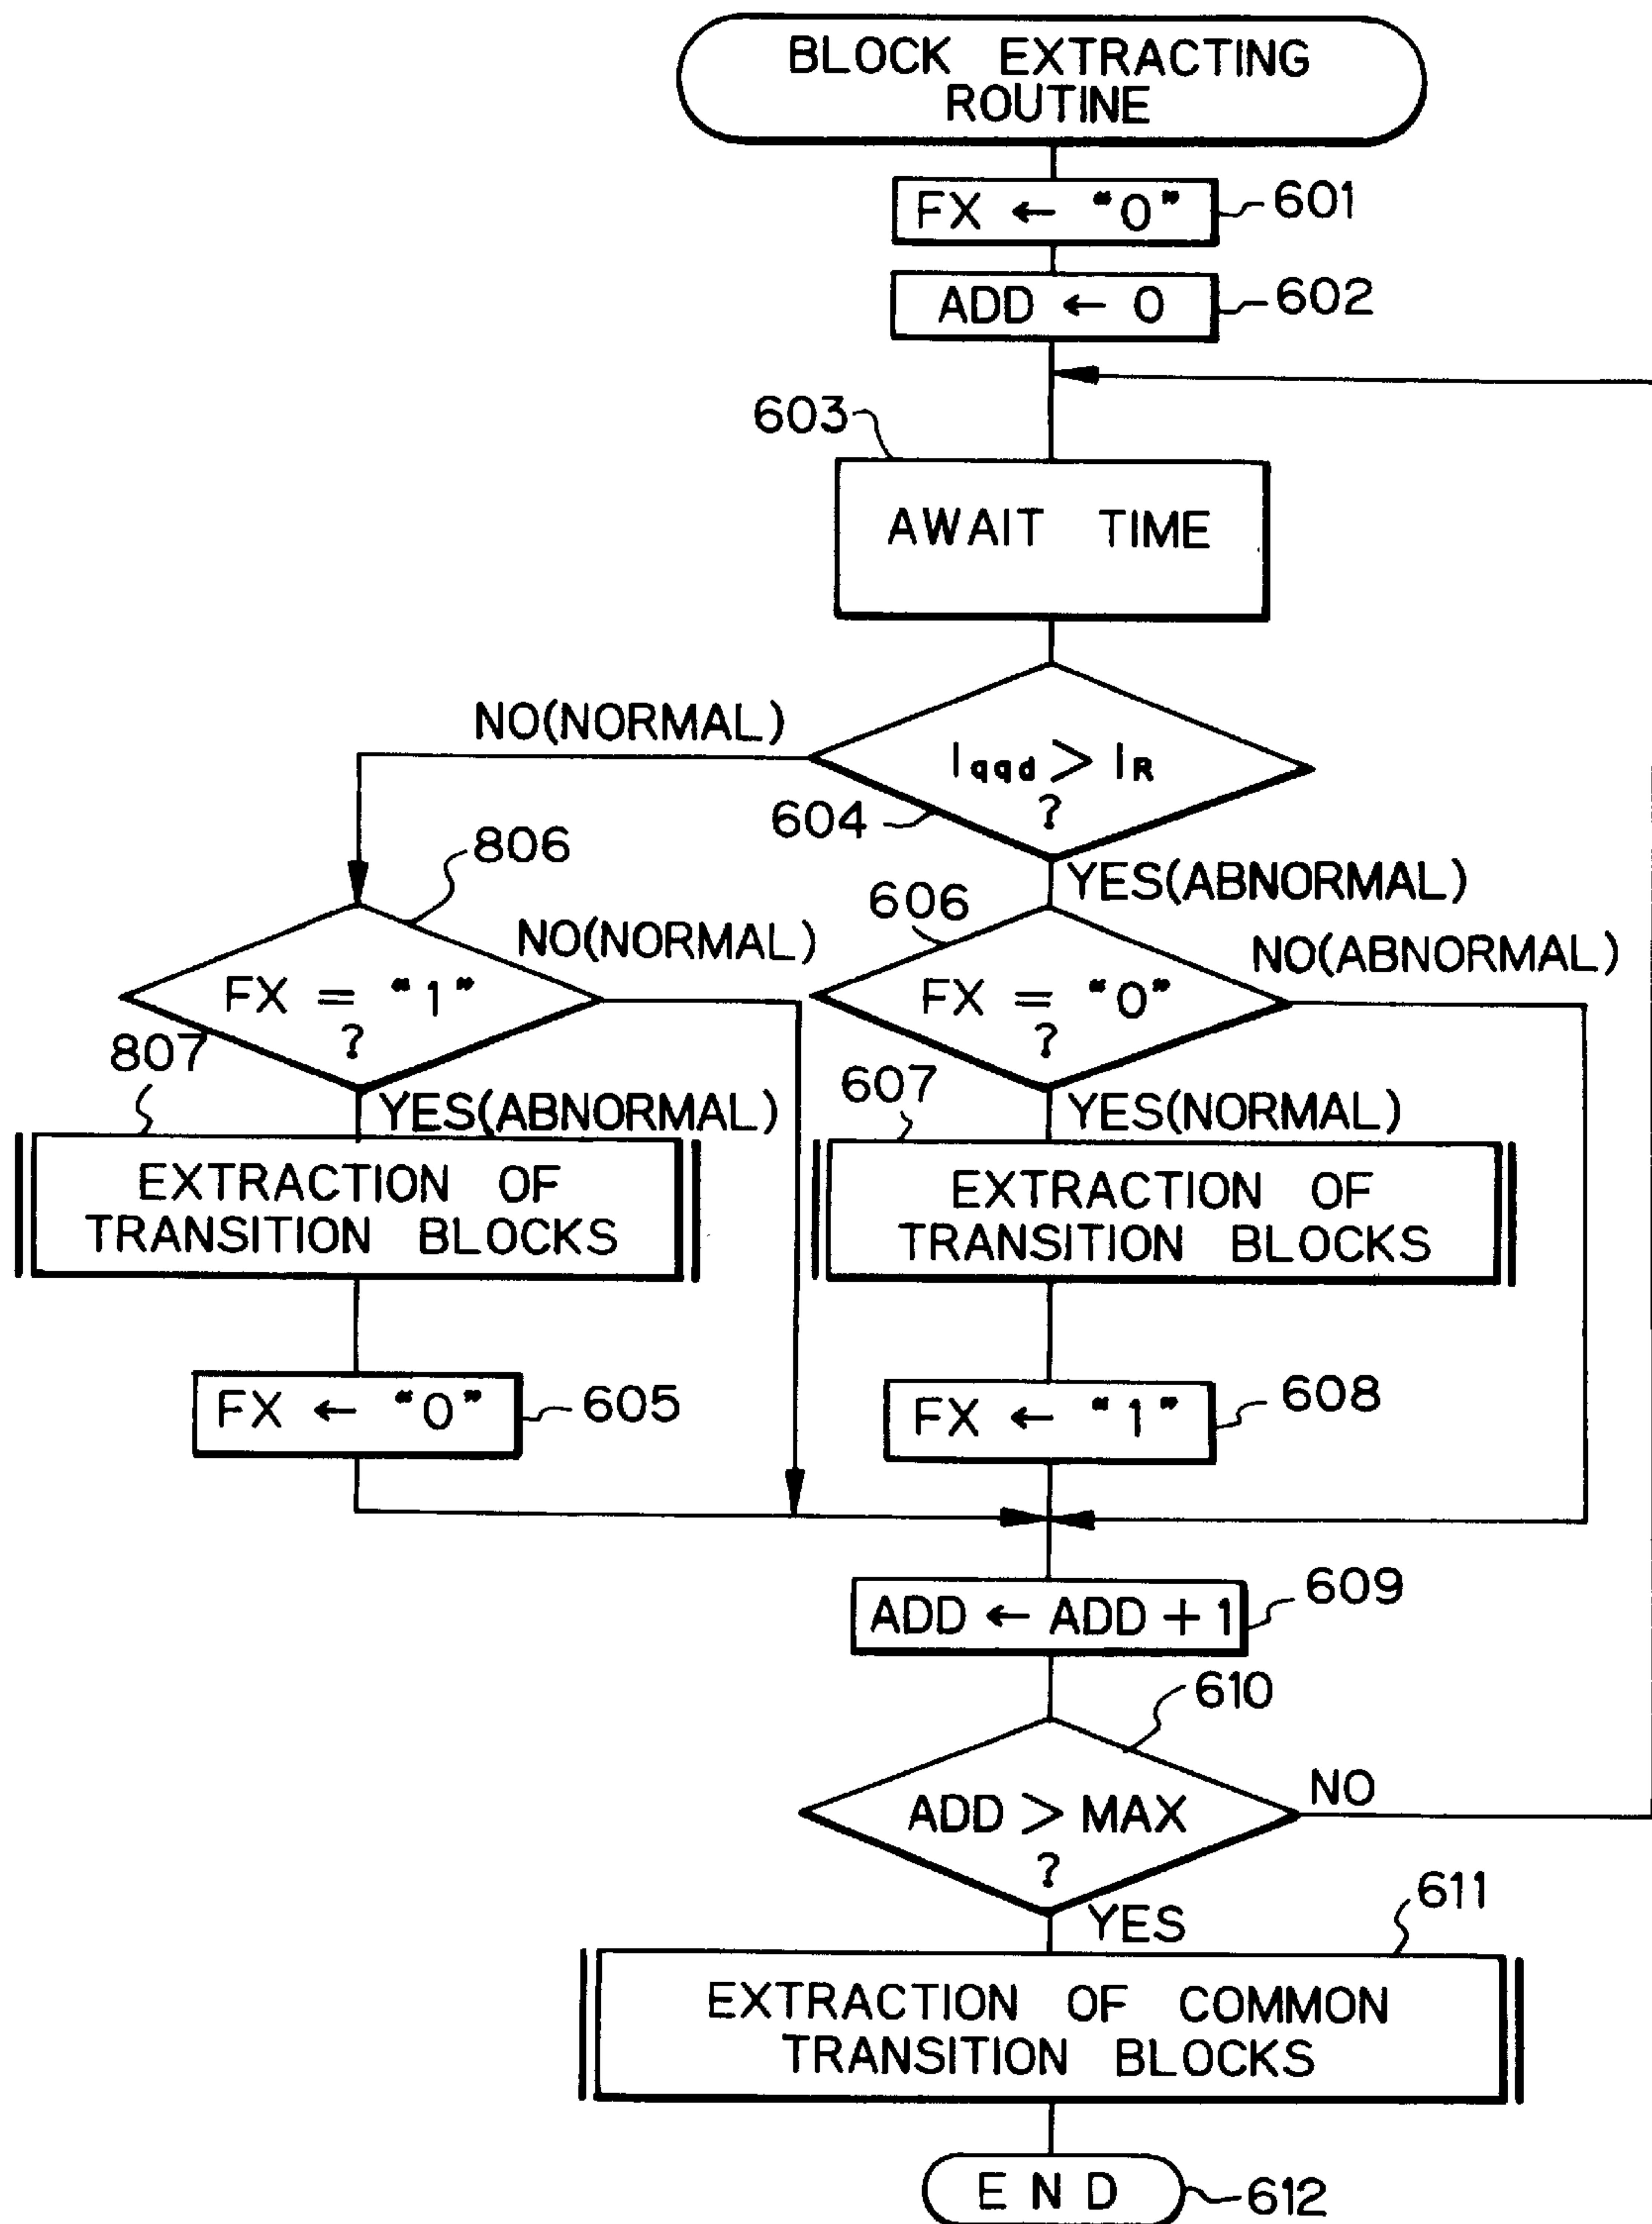 BLOCK EXTRACTING
ROUTINE
FX ← “0”
601
ADD ← 0
602
603
AWAIT TIME
NO(NORMAL)
Iqqd > IR
?
604
806
YES(ABNORMAL)
606
NO(NORMAL)
NO(ABNORMAL)
FX = “1”
?
FX = “0”
?
807
607
YES(ABNORMAL)
YES(NORMAL)
EXTRACTION OF
TRANSITION BLOCKS
EXTRACTION OF
TRANSITION BLOCKS
FX ← “0”
605
FX ← “1”
608
ADD ← ADD + 1
609
610
ADD > MAX
?
NO
YES
611
EXTRACTION OF COMMON
TRANSITION BLOCKS
END
612